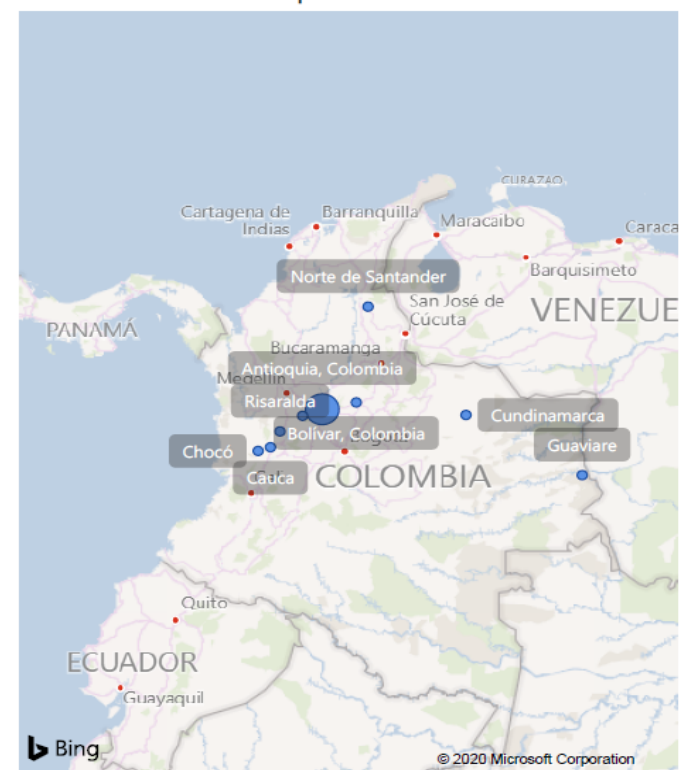 CURAZAO
Cartagena de
Indias
Barranquilla
Maracaibo
Caraca
Norte de Santander
Barquisimeto
San José de
Cúcuta
VENEZUE
PANAMÁ
Bucaramanga
Antioquia, Colombia
Medellín
Risaralda
Cundinamarca
Bolívar, Colombia
Chocó
Guaviare
COLOMBIA
Cauca
Quito
ECUADOR
Guayaquil
Bing
© 2020 Microsoft Corporation